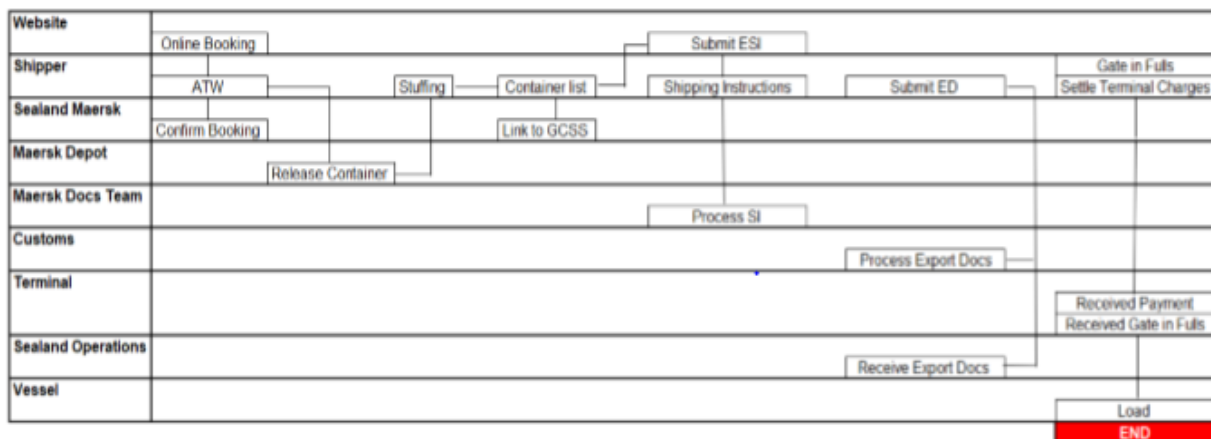 Website
Online Booking
Submit ESI
Shipper
Gate in Fulls
ATW
Stuffing
Container list
Shipping Instructions
Submit ED
Settle Terminal Charges
Sealand Maersk
Confirm Booking
Link to GCSS
Maersk Depot
Release Container
Maersk Docs Team
Process SI
Customs
Process Export Docs
Terminal
Received Payment
Received Gate in Fulls
Sealand Operations
Receive Export Docs
Vessel
Load
END